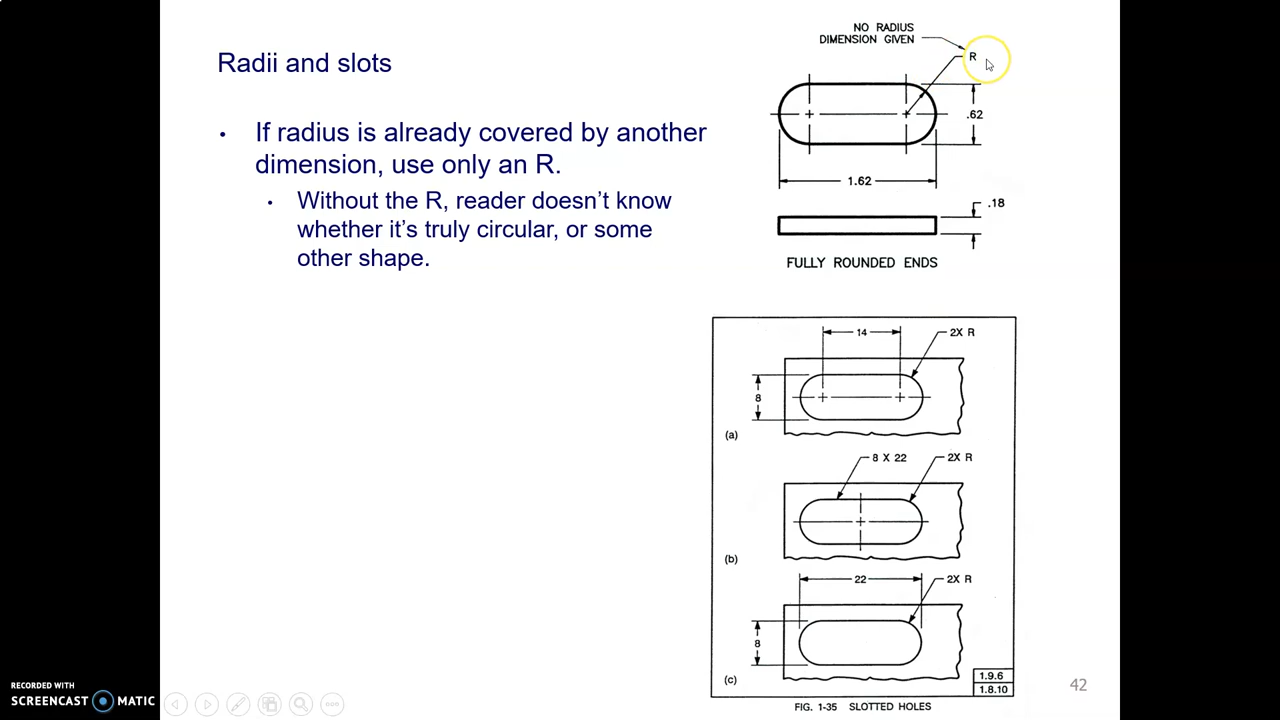 Radii and slots
• If radius is already covered by another
dimension, use only an R.
• Without the R, reader doesn't know
whether it's truly circular, or some
other shape.
NO RADIUS
DIMENSION GIVEN
R
.62
1.62
.18
FULLY ROUNDED ENDS
14
2X R
8
(a)
8 X 22
2X R
(b)
22
2X R
8
(c)
1.9.6
1.8.10
FIG. 1-35 SLOTTED HOLES
42
RECORDED WITH
SCREENCAST MATIC